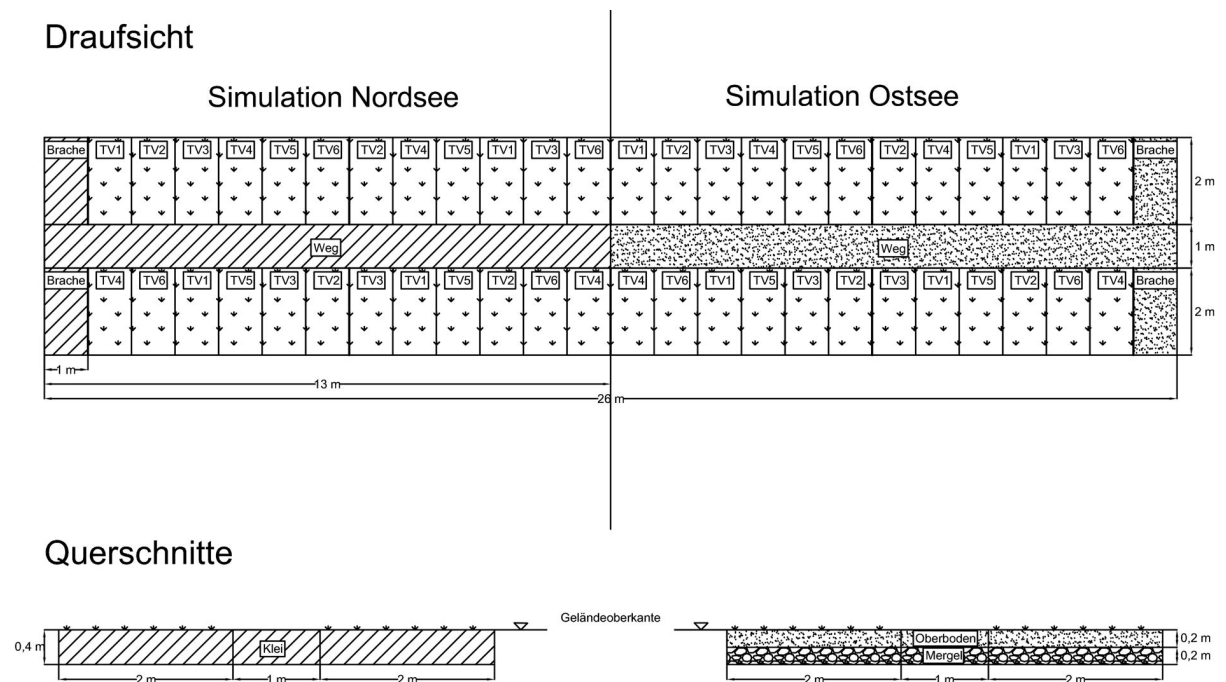 Draufsicht
Simulation Nordsee Simulation Ostsee
Brache TV1 TV2 TV3 TV4 TV5 TV6 TV2 TV4 TV5 TV1 TV3 TV6 TV1 TV2 TV3 TV4 TV5 TV6 TV2 TV4 TV5 TV1 TV3 TV6 Brache
2 m
Weg Weg 1 m
Brache TV4 TV6 TV1 TV5 TV3 TV2 TV3 TV1 TV5 TV2 TV6 TV4 TV4 TV6 TV1 TV5 TV3 TV2 TV3 TV1 TV5 TV2 TV6 TV4 Brache
2 m
1 m
13 m
26 m
Querschnitte
Geländeoberkante
0,4 m Klei Oberboden 0,2 m
Mergel 0,2 m
2 m 1 m 2 m 2 m 1 m 2 m